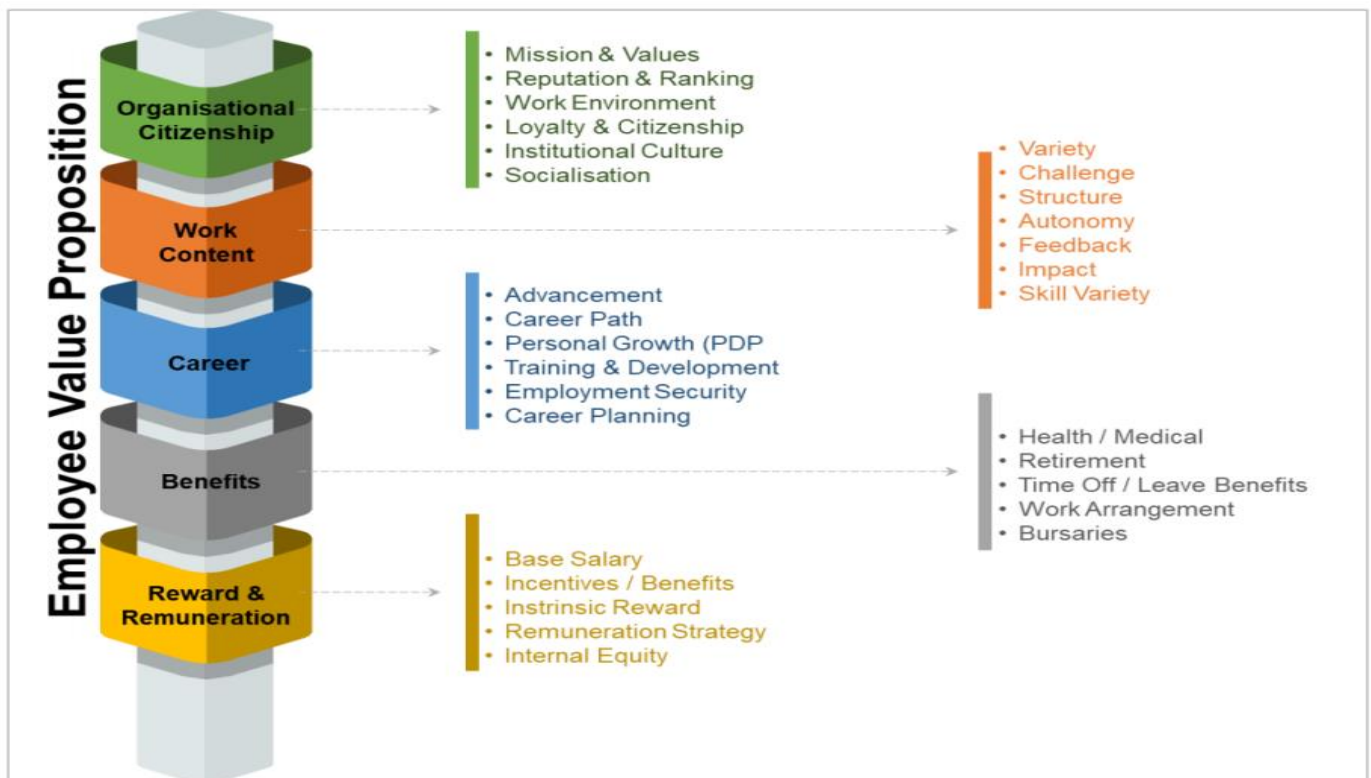 Employee Value Proposition
Organisational
Citizenship
• Mission & Values
• Reputation & Ranking
• Work Environment
• Loyalty & Citizenship
• Institutional Culture
• Socialisation
Work
Content
• Variety
• Challenge
• Structure
• Autonomy
• Feedback
• Impact
• Skill Variety
Career
• Advancement
• Career Path
• Personal Growth (PDP
• Training & Development
• Employment Security
• Career Planning
Benefits
• Health / Medical
• Retirement
• Time Off / Leave Benefits
• Work Arrangement
• Bursaries
Reward &
Remuneration
• Base Salary
• Incentives / Benefits
• Instrinsic Reward
• Remuneration Strategy
• Internal Equity